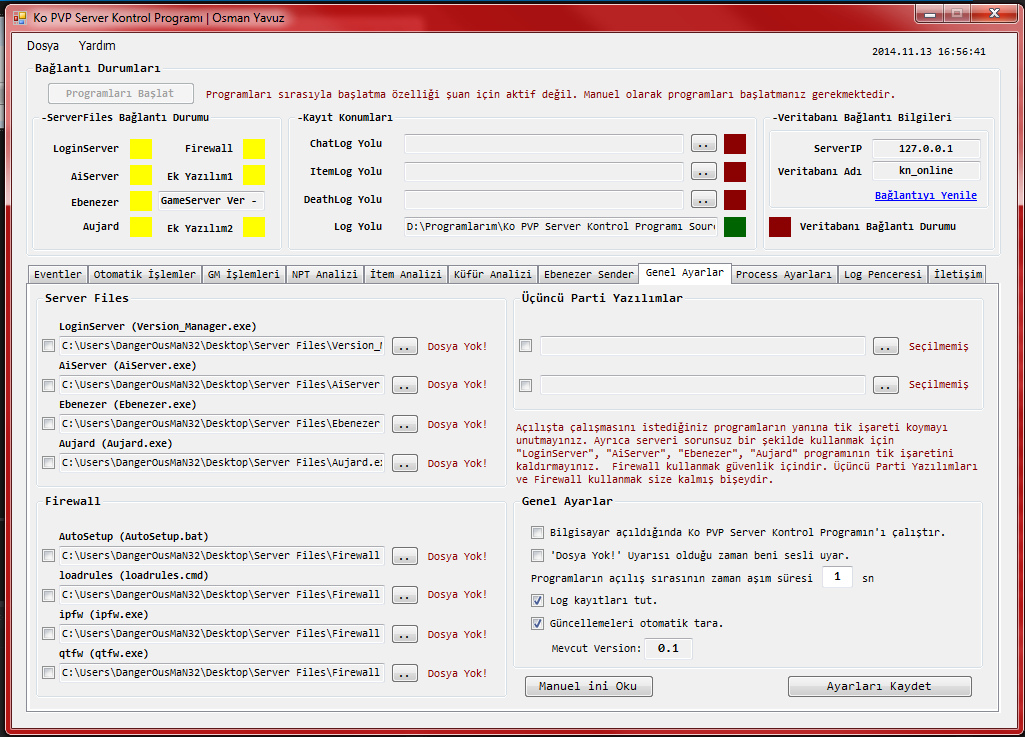 Ko PVP Server Kontrol Programı | Osman Yavuz
Dosya Yardım
2014.11.13 16:56:41
Bağlantı Durumları
Programları Başlat
Programları sırasıyla başlatma özelliği şuan için aktif değil. Manuel olarak programları başlatmanız gerekmektedir.
-ServerFiles Bağlantı Durumu
LoginServer
Firewall
AiServer
Ek Yazılım1
Ebenezer
GameServer Ver -
Aujard
Ek Yazılım2
-Kayıt Konumları
ChatLog Yolu
..
ItemLog Yolu
..
DeathLog Yolu
..
Log Yolu
D:\Programlarım\Ko PVP Server Kontrol Programı Sour
-Veritabanı Bağlantı Bilgileri
ServerIP 127.0.0.1
Veritabanı Adı kn_online
Bağlantıyı Yenile
Veritabanı Bağlantı Durumu
Eventler Otomatik İşlemler GM İşlemleri NPT Analizi İtem Analizi Küfür Analizi Ebenezer Sender Genel Ayarlar Process Ayarları Log Penceresi İletişim
Server Files
LoginServer (Version_Manager.exe)
C:\Users\DangerOusMaN32\Desktop\Server Files\Version_M .. Dosya Yok!
AiServer (AiServer.exe)
C:\Users\DangerOusMaN32\Desktop\Server Files\AiServer .. Dosya Yok!
Ebenezer (Ebenezer.exe)
C:\Users\DangerOusMaN32\Desktop\Server Files\Ebenezer .. Dosya Yok!
Aujard (Aujard.exe)
C:\Users\DangerOusMaN32\Desktop\Server Files\Aujard.ex .. Dosya Yok!
Firewall
AutoSetup (AutoSetup.bat)
C:\Users\DangerOusMaN32\Desktop\Server Files\Firewall .. Dosya Yok!
loadrules (loadrules.cmd)
C:\Users\DangerOusMaN32\Desktop\Server Files\Firewall .. Dosya Yok!
ipfw (ipfw.exe)
C:\Users\DangerOusMaN32\Desktop\Server Files\Firewall .. Dosya Yok!
qtfw (qtfw.exe)
C:\Users\DangerOusMaN32\Desktop\Server Files\Firewall .. Dosya Yok!
Üçüncü Parti Yazılımlar
.. Seçilmemiş
.. Seçilmemiş
Açılışta çalışmasını istediğiniz programların yanına tik işareti koymayı
unutmayınız. Ayrıca serveri sorunsuz bir şekilde kullanmak için
"LoginServer", "AiServer", "Ebenezer", "Aujard" programının tik işaretini
kaldırmayınız. Firewall kullanmak güvenlik içindir. Üçüncü Parti Yazılımları
ve Firewall kullanmak size kalmış bişeydir.
Genel Ayarlar
Bilgisayar açıldığında Ko PVP Server Kontrol Programın'ı çalıştır.
'Dosya Yok!' Uyarısı olduğu zaman beni sesli uyar.
Programların açılış sırasının zaman aşım süresi 1 sn
Log kayıtları tut.
Güncellemeleri otomatik tara.
Mevcut Version: 0.1
Manuel ini Oku
Ayarları Kaydet